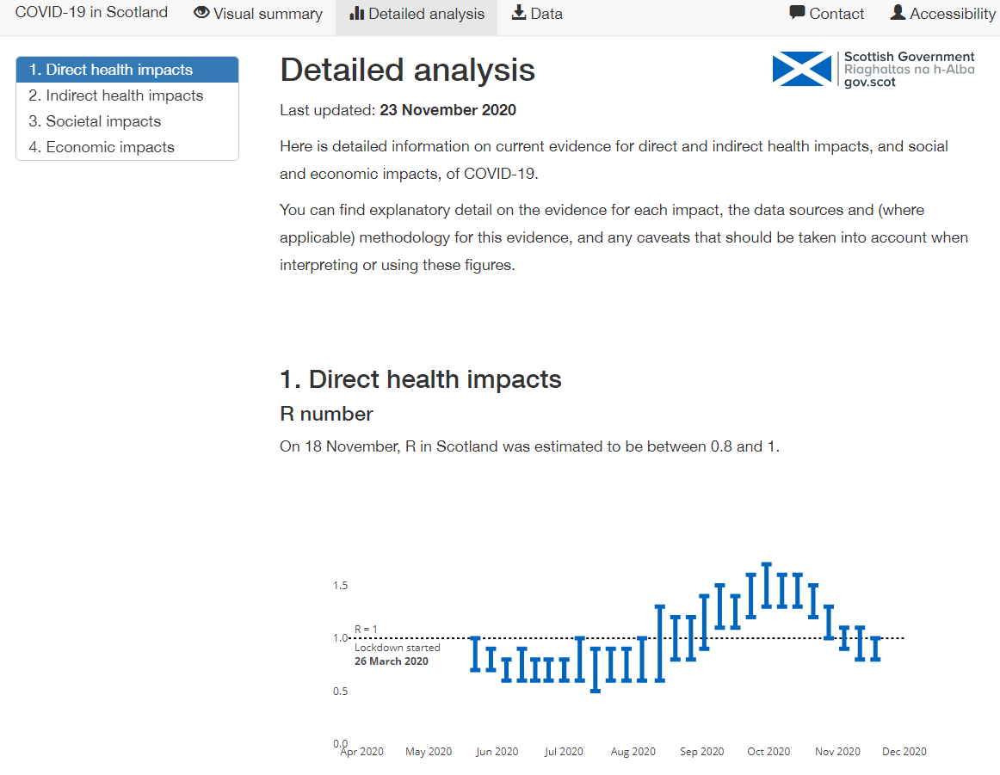 COVID-19 in Scotland
Visual summary
Detailed analysis
Data
Contact
Accessibility
1. Direct health impacts
2. Indirect health impacts
3. Societal impacts
4. Economic impacts
Detailed analysis
Scottish Government
Riaghaltas na h-Alba
gov.scot
Last updated: 23 November 2020
Here is detailed information on current evidence for direct and indirect health impacts, and social
and economic impacts, of COVID-19.
You can find explanatory detail on the evidence for each impact, the data sources and (where
applicable) methodology for this evidence, and any caveats that should be taken into account when
interpreting or using these figures.
1. Direct health impacts
R number
On 18 November, R in Scotland was estimated to be between 0.8 and 1.
1.5
1.0
R = 1
Lockdown started
26 March 2020
0.5
0.0
Apr 2020 May 2020 Jun 2020 Jul 2020 Aug 2020 Sep 2020 Oct 2020 Nov 2020 Dec 2020